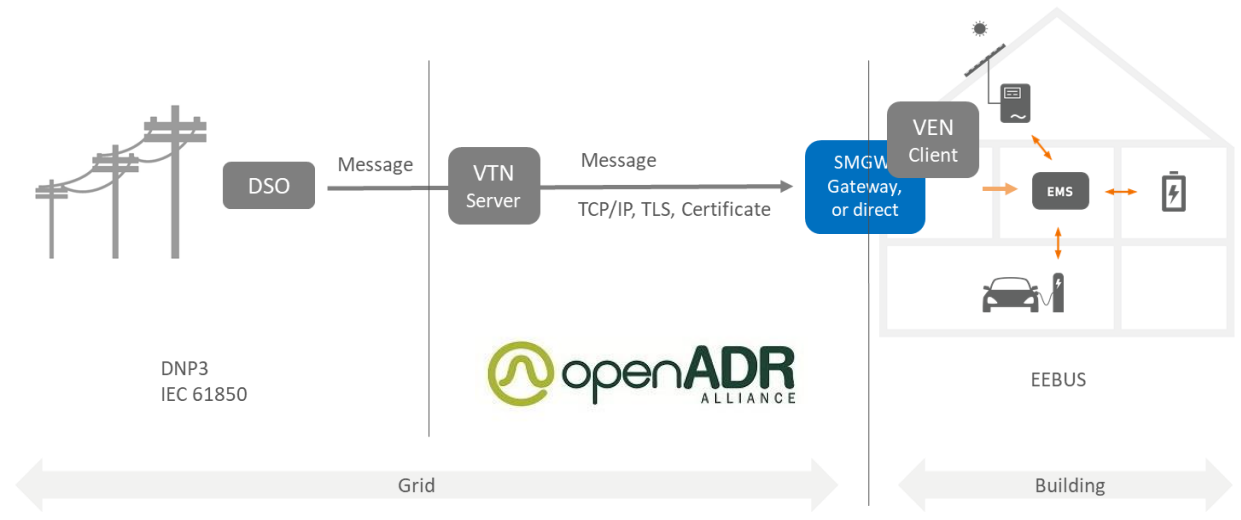 DSO
Message
VTN
Server
Message
TCP/IP, TLS, Certificate
SMGW
Gateway,
or direct
VEN
Client
EMS
DNP3
IEC 61850
openADR
ALLIANCE
EEBUS
Grid
Building